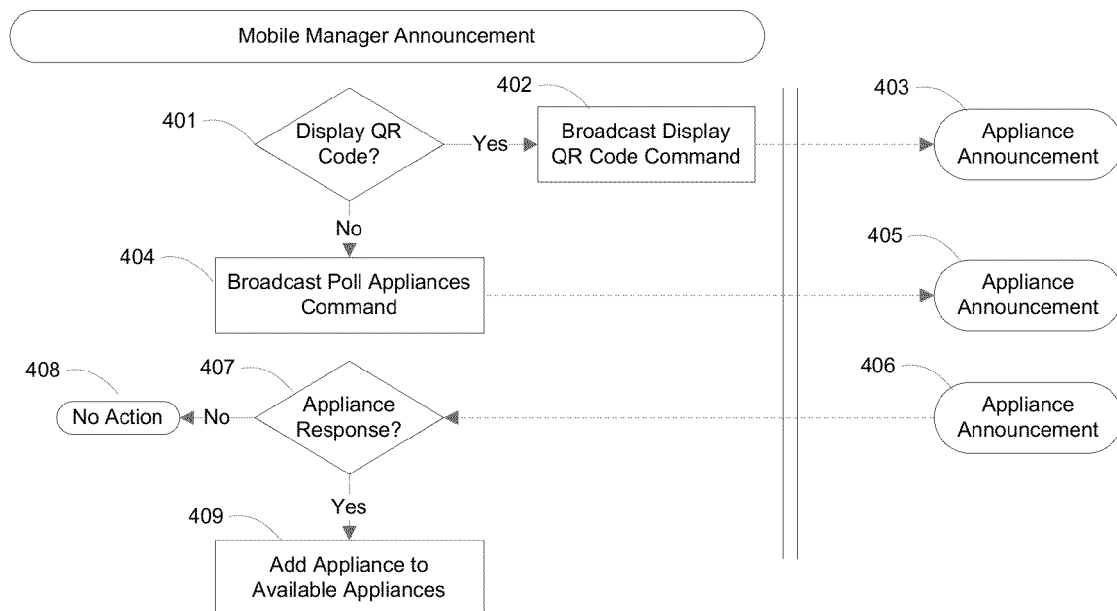 Mobile Manager Announcement
401
Display QR
Code?
Yes
402
Broadcast Display
QR Code Command
403
Appliance
Announcement
No
404
Broadcast Poll Appliances
Command
405
Appliance
Announcement
406
Appliance
Announcement
407
Appliance
Response?
No
408
No Action
Yes
409
Add Appliance to
Available Appliances